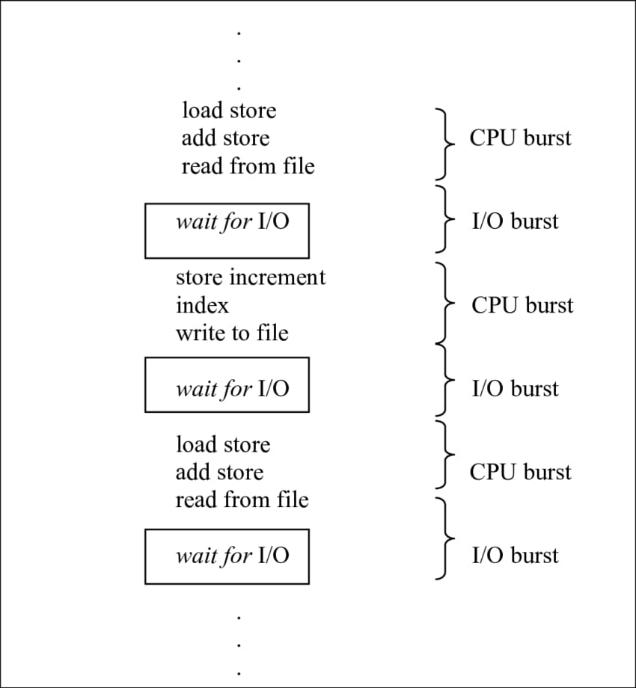 .
.
.
load store
add store CPU burst
read from file
wait for I/O I/O burst
store increment
index CPU burst
write to file
wait for I/O I/O burst
load store
add store CPU burst
read from file
wait for I/O I/O burst
.
.
.